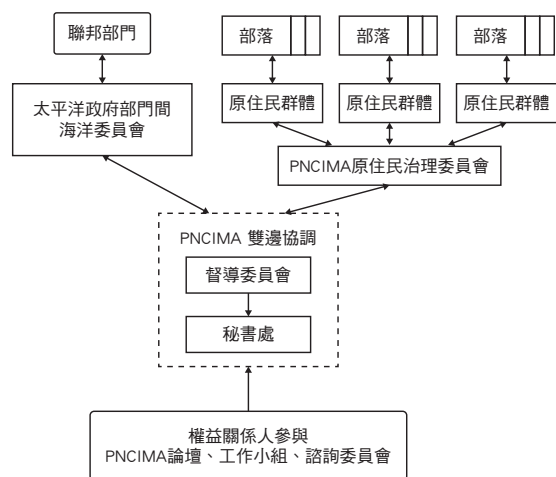 聯邦部門
部落
部落
部落
太平洋政府部門間
海洋委員會
原住民群體
原住民群體
原住民群體
PNCIMA原住民治理委員會
PNCIMA 雙邊協調
督導委員會
秘書處
權益關係人參與
PNCIMA論壇、工作小組、諮詢委員會